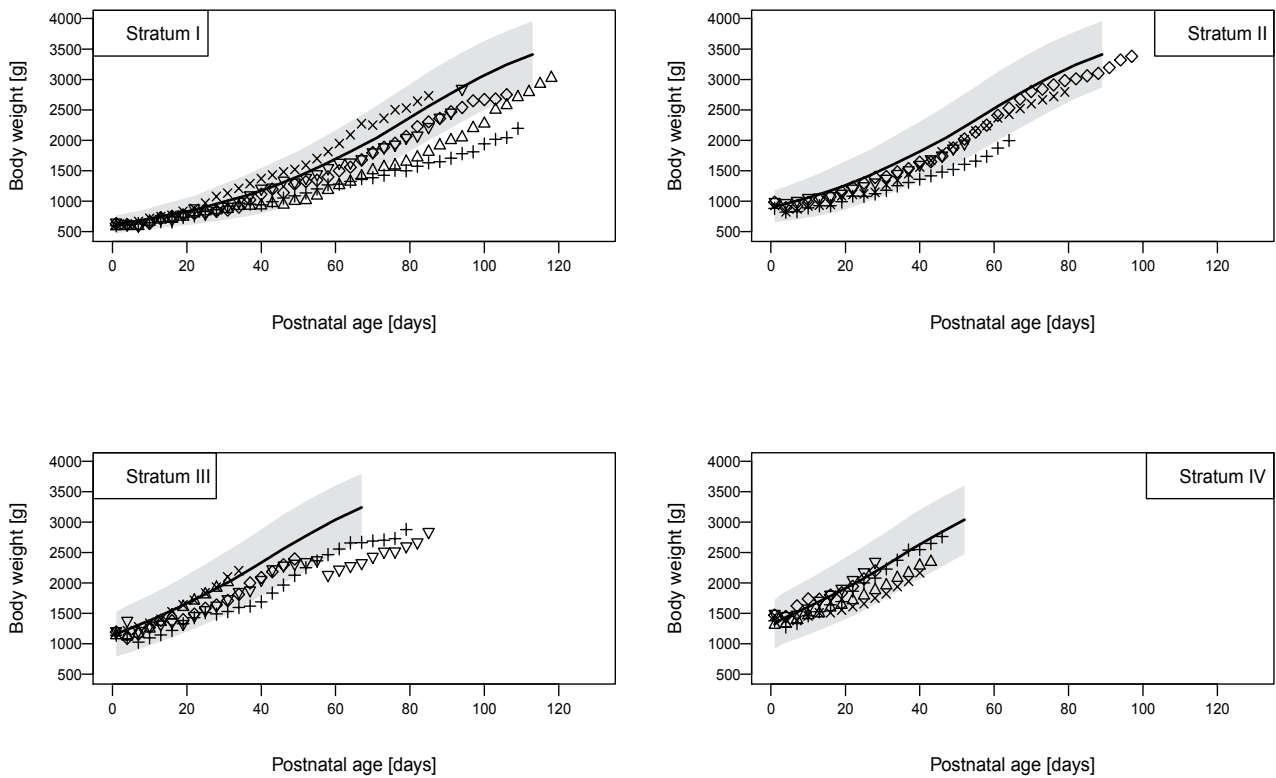 Stratum I
Body weight [g]
4000
3500
3000
2500
2000
1500
1000
500
0 20 40 60 80 100 120
Postnatal age [days]
Stratum II
Body weight [g]
4000
3500
3000
2500
2000
1500
1000
500
0 20 40 60 80 100 120
Postnatal age [days]
Stratum III
Body weight [g]
4000
3500
3000
2500
2000
1500
1000
500
0 20 40 60 80 100 120
Postnatal age [days]
Stratum IV
Body weight [g]
4000
3500
3000
2500
2000
1500
1000
500
0 20 40 60 80 100 120
Postnatal age [days]